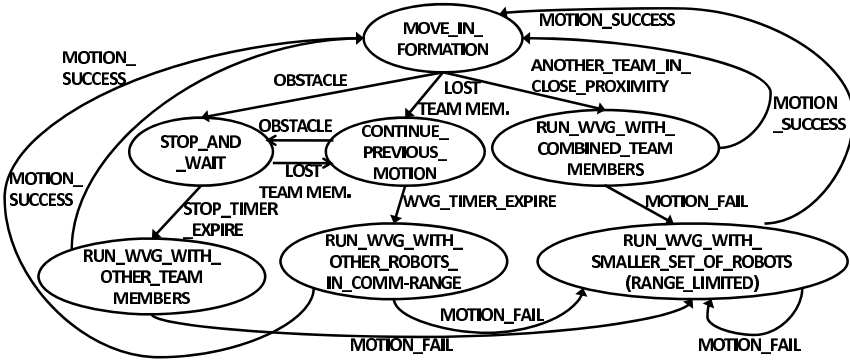 MOVE_IN_
FORMATION
MOTION_SUCCESS
MOTION_
SUCCESS
OBSTACLE
LOST
TEAM MEM.
ANOTHER_TEAM_IN_
CLOSE_PROXIMITY
MOTION
_SUCCESS
STOP_AND
_WAIT
OBSTACLE
LOST
TEAM MEM.
CONTINUE_
PREVIOUS_
MOTION
RUN_WVG_WITH_
COMBINED_TEAM
MEMBERS
MOTION_
SUCCESS
STOP_TIMER
_EXPIRE
WVG_TIMER_EXPIRE
MOTION_FAIL
RUN_WVG_WITH_
OTHER_TEAM
MEMBERS
RUN_WVG_WITH_
OTHER_ROBOTS_
IN_COMM-RANGE
RUN_WVG_WITH_
SMALLER_SET_OF_ROBOTS
(RANGE_LIMITED)
MOTION_FAIL
MOTION_FAIL
MOTION_FAIL